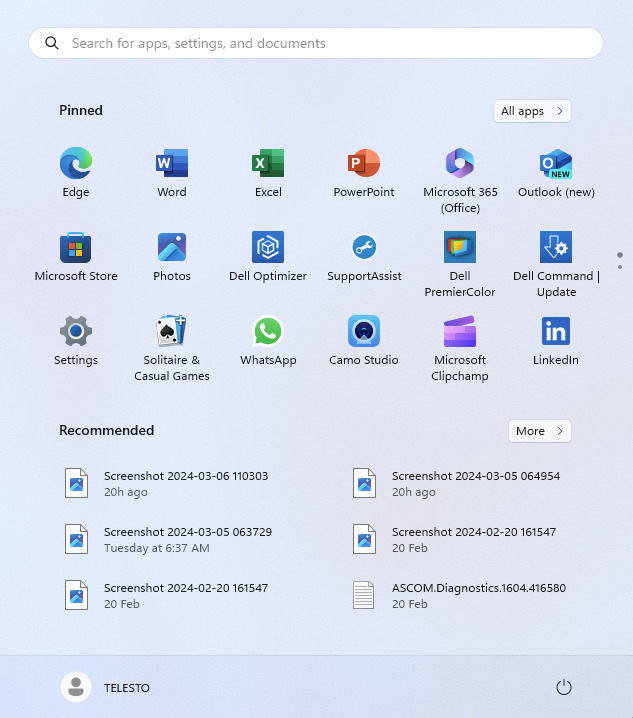 Search for apps, settings, and documents
Pinned
All apps
W
X
P
O
NEW
Edge
Word
Excel
PowerPoint
Microsoft 365
(Office)
Outlook (new)
Microsoft Store
Photos
Dell Optimizer
SupportAssist
Dell
PremierColor
Dell Command |
Update
in
Settings
Solitaire &
Casual Games
WhatsApp
Camo Studio
Microsoft
Clipchamp
LinkedIn
Recommended
More
Screenshot 2024-03-06 110303
20h ago
Screenshot 2024-03-05 064954
20h ago
Screenshot 2024-03-05 063729
Tuesday at 6:37 AM
Screenshot 2024-02-20 161547
20 Feb
Screenshot 2024-02-20 161547
20 Feb
ASCOM.Diagnostics.1604.416580
20 Feb
TELESTO